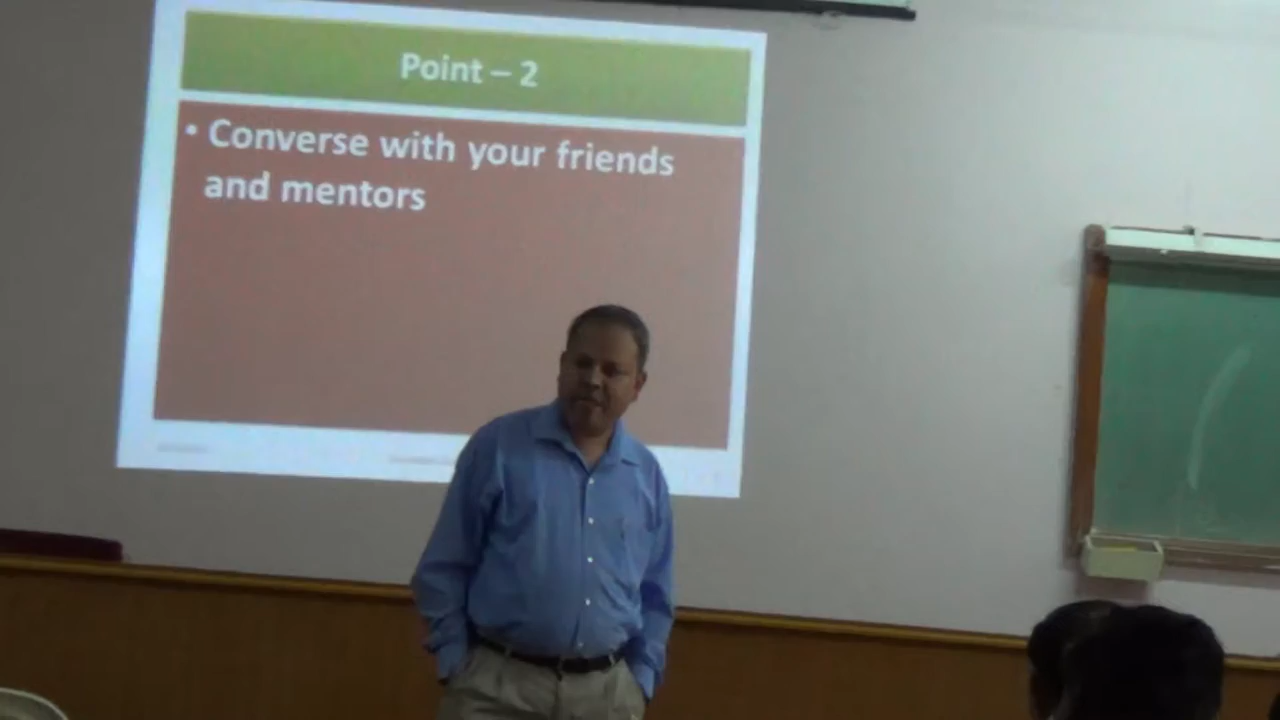 Point – 2
• Converse with your friends
and mentors